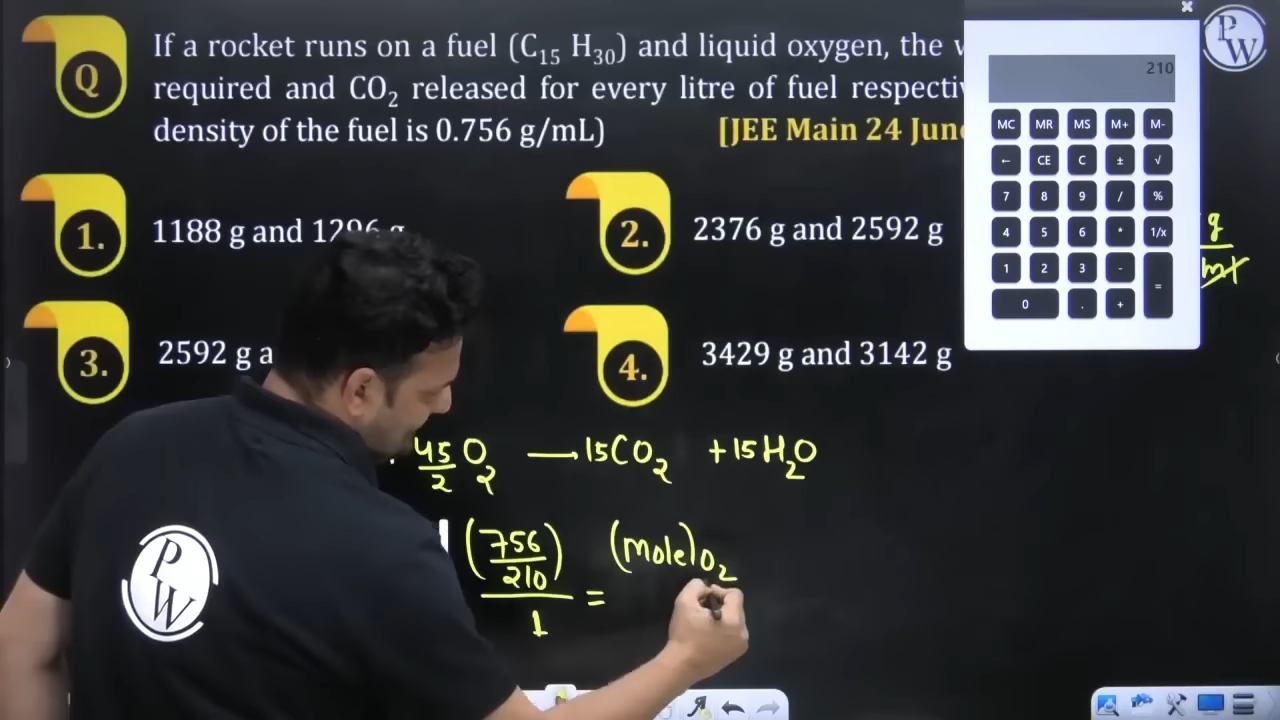 Q
If a rocket runs on a fuel (C₁₅ H₃₀) and liquid oxygen, the
required and CO₂ released for every litre of fuel
density of the fuel is 0.756 g/mL)
[JEE Main 24
1. 1188 g and 1296 g
2. 2376 g and 2592 g
3. 2592 g
4. 3429 g and 3142 g
45/2 O₂ → 15CO₂ + 15H₂O
(756/210)/1 = (mole)O₂
g/ml
PW
PW
×
210
MC MR MS M+ M-
← CE C ± √
7 8 9 / %
4 5 6 * 1/x
1 2 3 - =
0 . +